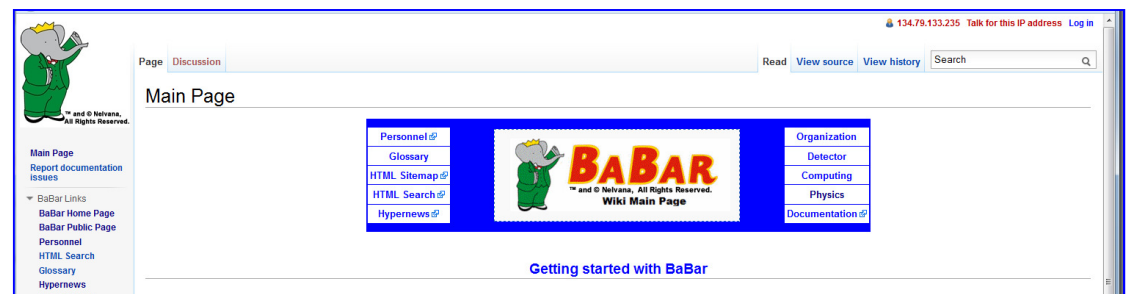 134.79.133.235 Talk for this IP address Log in
Page Discussion Read View source View history Search
™ and © Nelvana,
All Rights Reserved.
Main Page
Main Page
Report documentation
issues
BaBar Links
BaBar Home Page
BaBar Public Page
Personnel
HTML Search
Glossary
Hypernews
Personnel
Glossary
HTML Sitemap
HTML Search
Hypernews
BABAR
™ and © Nelvana, All Rights Reserved.
Wiki Main Page
Organization
Detector
Computing
Physics
Documentation
Getting started with BaBar